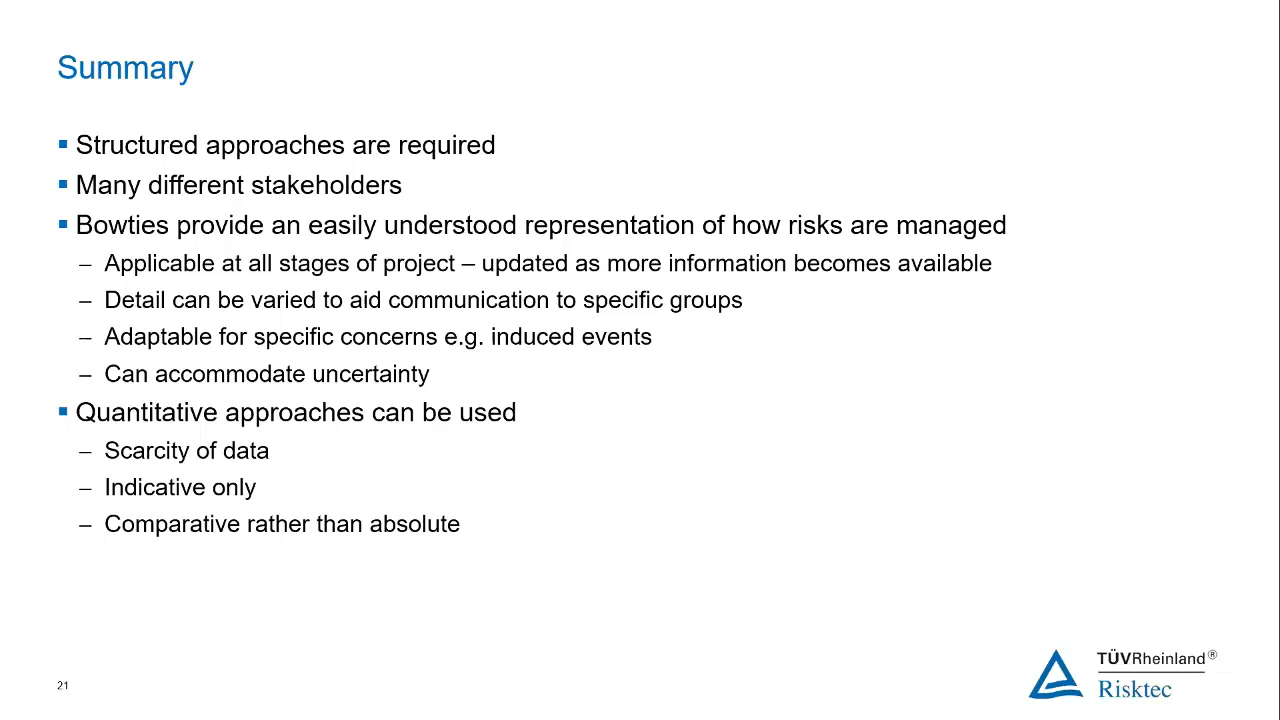 Summary
▪ Structured approaches are required
▪ Many different stakeholders
▪ Bowties provide an easily understood representation of how risks are managed
– Applicable at all stages of project – updated as more information becomes available
– Detail can be varied to aid communication to specific groups
– Adaptable for specific concerns e.g. induced events
– Can accommodate uncertainty
▪ Quantitative approaches can be used
– Scarcity of data
– Indicative only
– Comparative rather than absolute
21
TÜVRheinland®
Risktec